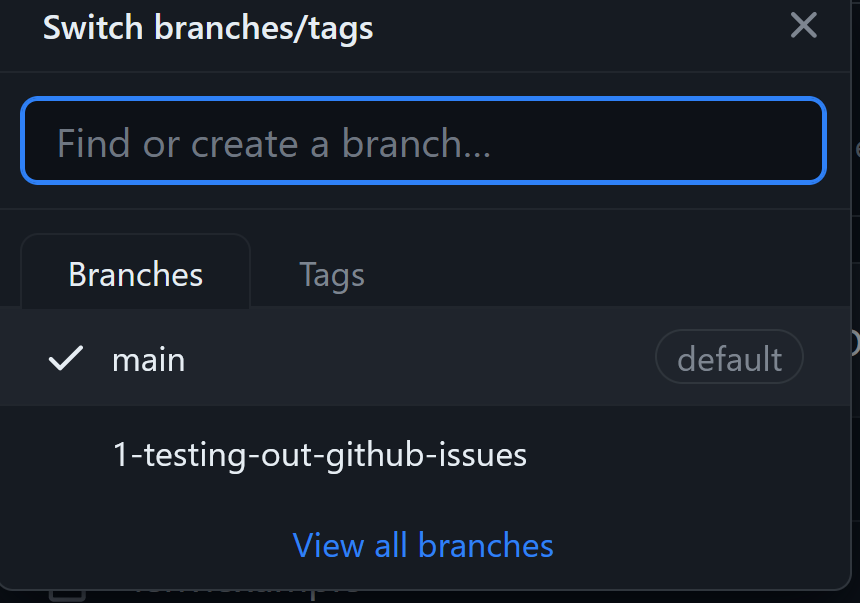 Switch branches/tags
Find or create a branch...
Branches
Tags
main
default
1-testing-out-github-issues
View all branches